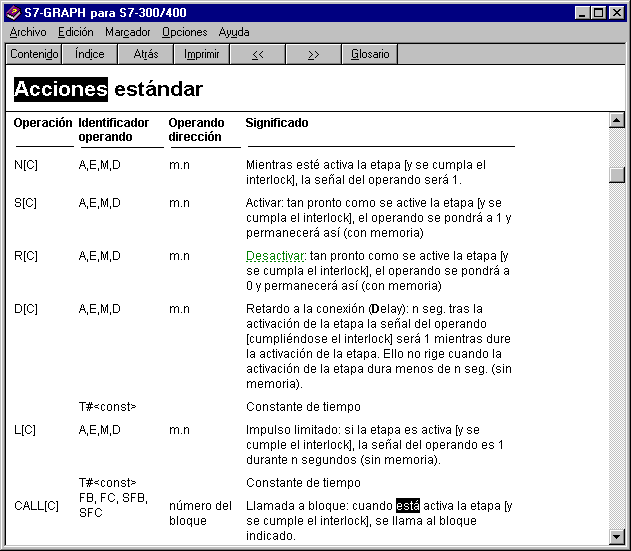 S7-GRAPH para S7-300/400
Archivo Edición Marcador Opciones Ayuda
Contenido Índice Atrás Imprimir << >> Glosario
Acciones estándar
Operación Identificador Operando Significado
operando dirección
N[C] A,E,M,D m.n Mientras esté activa la etapa [y se cumpla el
interlock], la señal del operando será 1.
S[C] A,E,M,D m.n Activar: tan pronto como se active la etapa [y se
cumpla el interlock], el operando se pondrá a 1 y
permanecerá así (con memoria)
R[C] A,E,M,D m.n Desactivar: tan pronto como se active la etapa [y
se cumpla el interlock], el operando se pondrá a
0 y permanecerá así (con memoria)
D[C] A,E,M,D m.n Retardo a la conexión (Delay): n seg. tras la
activación de la etapa la señal del operando
[cumpliéndose el interlock] será 1 mientras dure
la activación de la etapa. Ello no rige cuando la
activación de la etapa dura menos de n seg. (sin
memoria).
T#<const> Constante de tiempo
L[C] A,E,M,D m.n Impulso limitado: si la etapa es activa [y se
cumple el interlock], la señal del operando es 1
durante n segundos (sin memoria).
T#<const> Constante de tiempo
FB, FC, SFB,
CALL[C] SFC número del Llamada a bloque: cuando está activa la etapa [y
bloque se cumple el interlock], se llama al bloque
indicado.